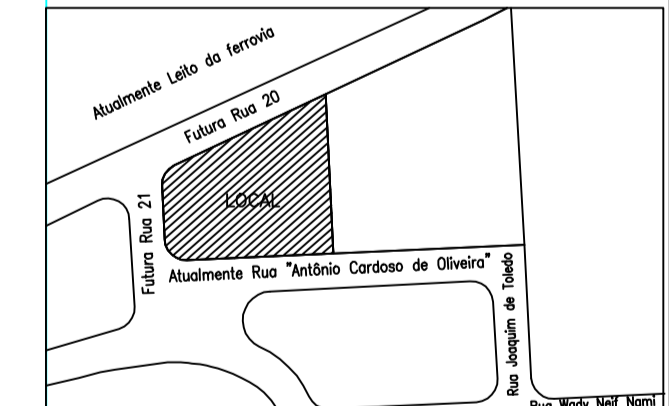 Atualmente Leito da ferrovia
Futura Rua 20
LOCAL
Futura Rua 21
Atualmente Rua "Antônio Cardoso de Oliveira"
Rua Joaquim de Toledo
Rua Wady Neif Nami